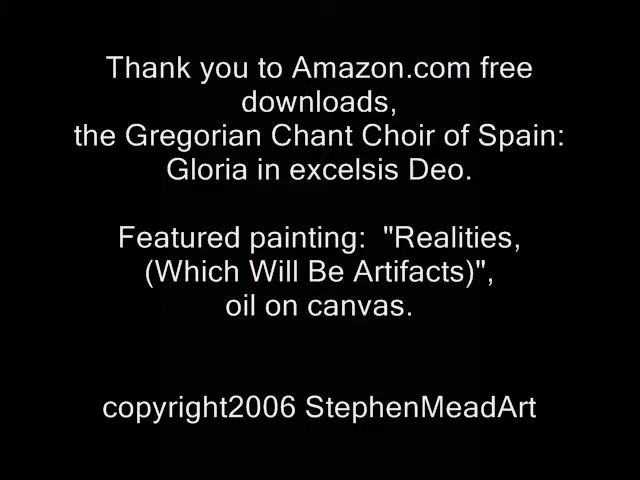 Thank you to Amazon.com free
downloads,
the Gregorian Chant Choir of Spain:
Gloria in excelsis Deo.
Featured painting:  "Realities,
(Which Will Be Artifacts)",
oil on canvas.
copyright2006 StephenMeadArt